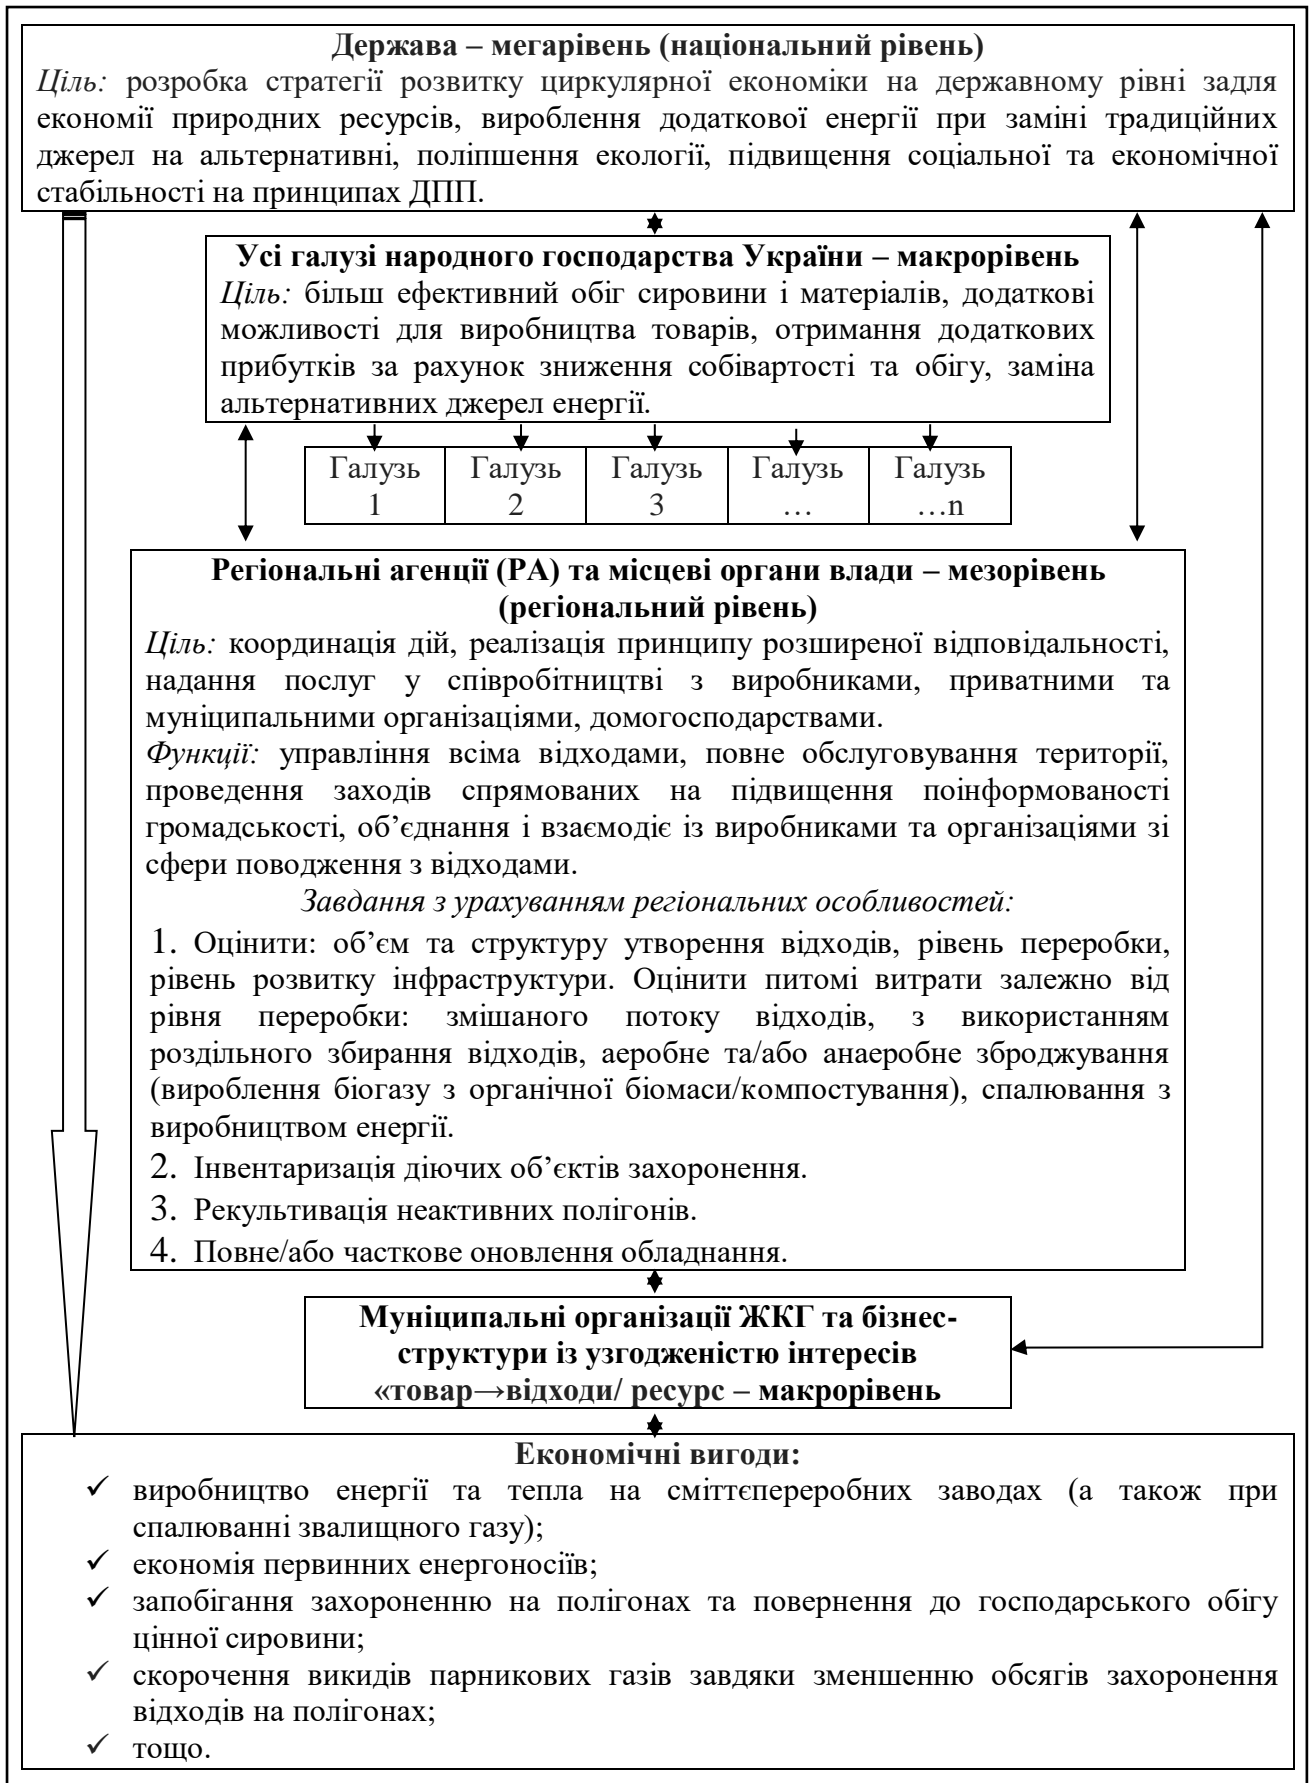 Держава – мегарівень (національний рівень)
Ціль: розробка стратегії розвитку циркулярної економіки на державному рівні задля
економії природних ресурсів, вироблення додаткової енергії при заміні традиційних
джерел на альтернативні, поліпшення екології, підвищення соціальної та економічної
стабільності на принципах ДПП.
Усі галузі народного господарства України – макрорівень
Ціль: більш ефективний обіг сировини і матеріалів, додаткові
можливості для виробництва товарів, отримання додаткових
прибутків за рахунок зниження собівартості та обігу, заміна
альтернативних джерел енергії.
Галузь Галузь Галузь Галузь Галузь
1 2 3 … …n
Регіональні агенції (РА) та місцеві органи влади – мезорівень
(регіональний рівень)
Ціль: координація дій, реалізація принципу розширеної відповідальності,
надання послуг у співробітництві з виробниками, приватними та
муніципальними організаціями, домогосподарствами.
Функції: управління всіма відходами, повне обслуговування території,
проведення заходів спрямованих на підвищення поінформованості
громадськості, об’єднання і взаємодіє із виробниками та організаціями зі
сфери поводження з відходами.
Завдання з урахуванням регіональних особливостей:
1. Оцінити: об’єм та структуру утворення відходів, рівень переробки,
рівень розвитку інфраструктури. Оцінити питомі витрати залежно від
рівня переробки: змішаного потоку відходів, з використанням
роздільного збирання відходів, аеробне та/або анаеробне зброджування
(вироблення біогазу з органічної біомаси/компостування), спалювання з
виробництвом енергії.
2. Інвентаризація діючих об’єктів захоронення.
3. Рекультивація неактивних полігонів.
4. Повне/або часткове оновлення обладнання.
Муніципальні організації ЖКГ та бізнес-
структури із узгодженістю інтересів
«товар→відходи/ ресурс – макрорівень
Економічні вигоди:
✓ виробництво енергії та тепла на сміттєпереробних заводах (а також при
спалюванні звалищного газу);
✓ економія первинних енергоносіїв;
✓ запобігання захороненню на полігонах та повернення до господарського обігу
цінної сировини;
✓ скорочення викидів парникових газів завдяки зменшенню обсягів захоронення
відходів на полігонах;
✓ тощо.